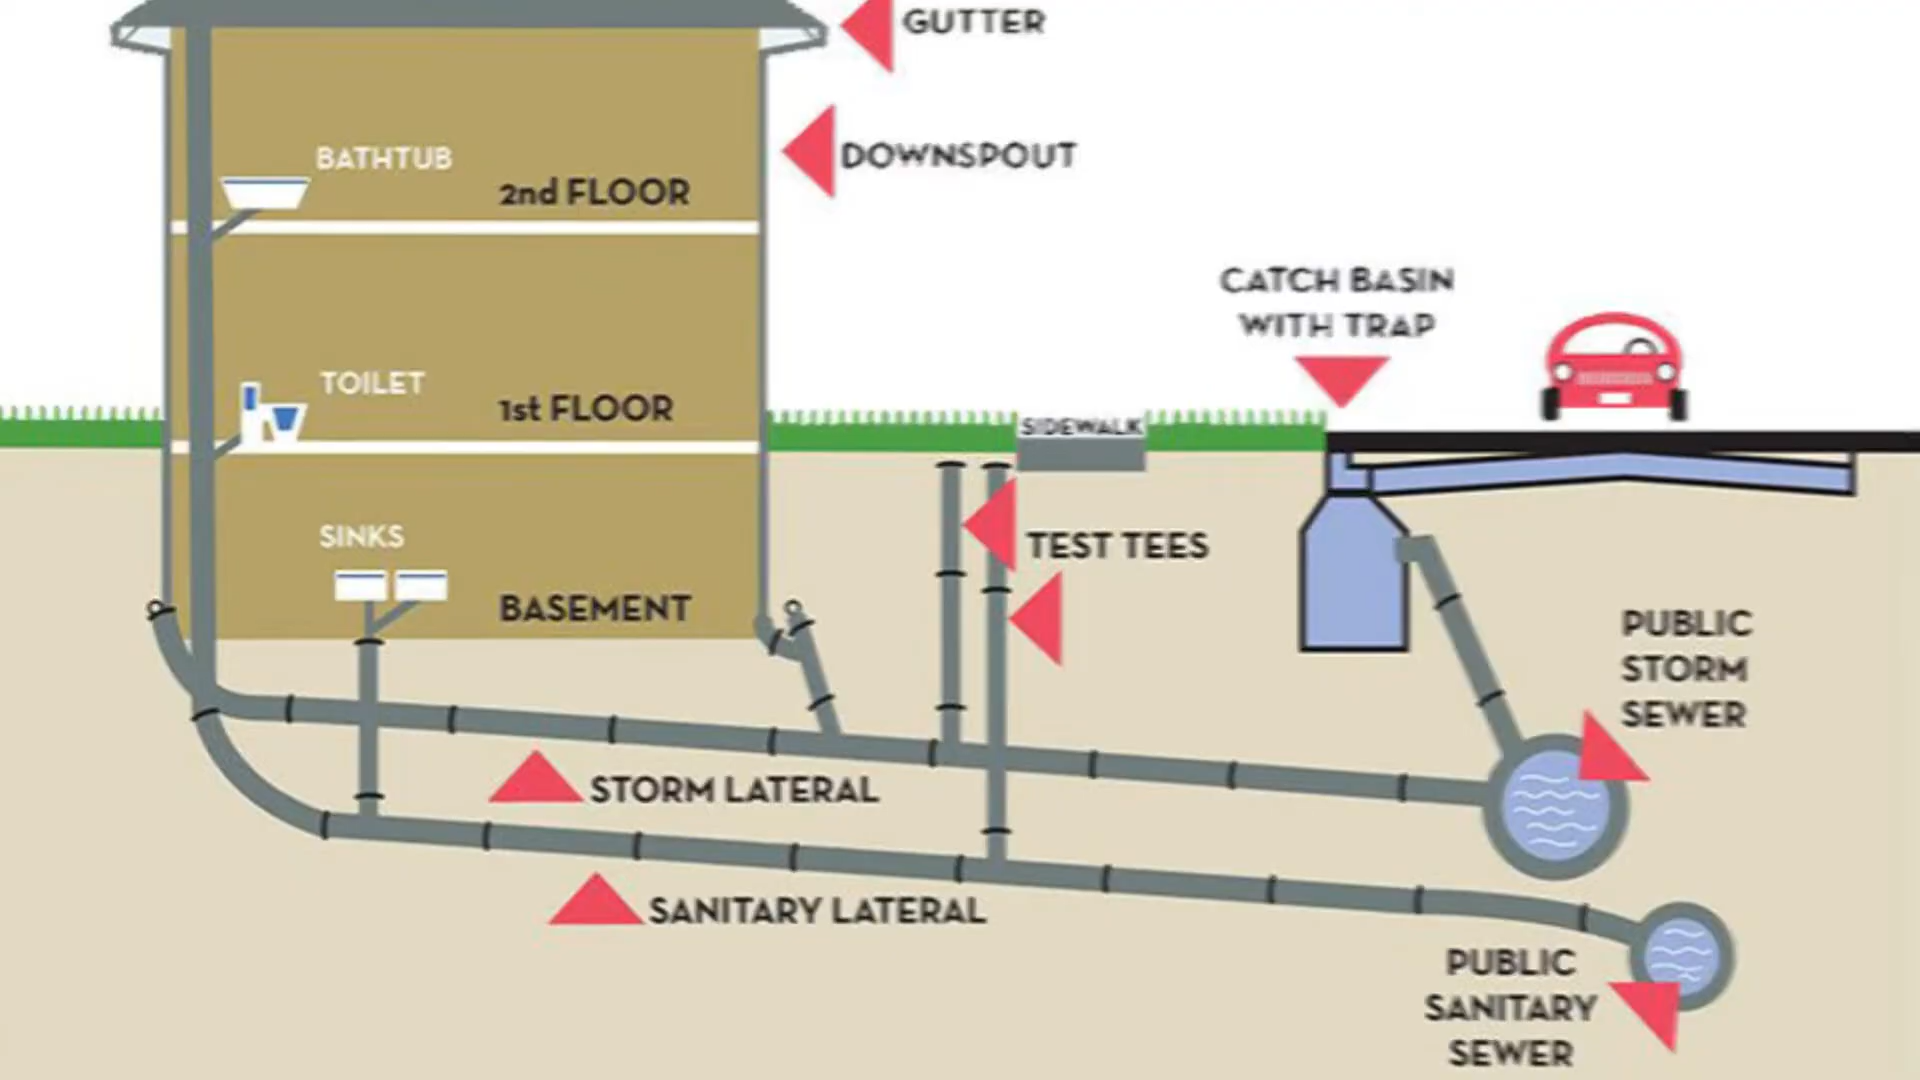 GUTTER
DOWNSPOUT
BATHTUB
2nd FLOOR
CATCH BASIN
WITH TRAP
TOILET
1st FLOOR
SIDEWALK
SINKS
TEST TEES
BASEMENT
PUBLIC
STORM
SEWER
STORM LATERAL
SANITARY LATERAL
PUBLIC
SANITARY
SEWER